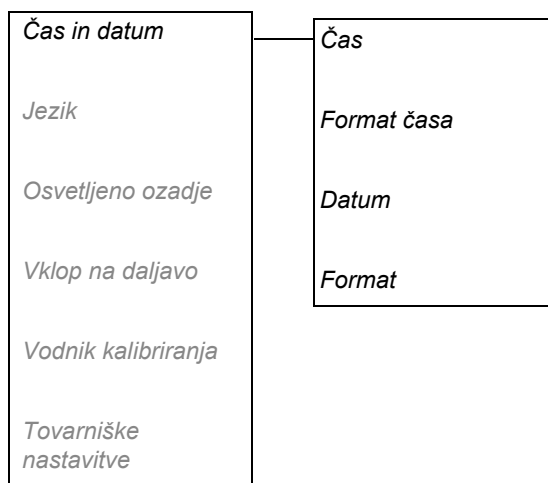 Čas in datum
Jezik
Osvetljeno ozadje
Vklop na daljavo
Vodnik kalibriranja
Tovarniške
nastavitve
Čas
Format časa
Datum
Format